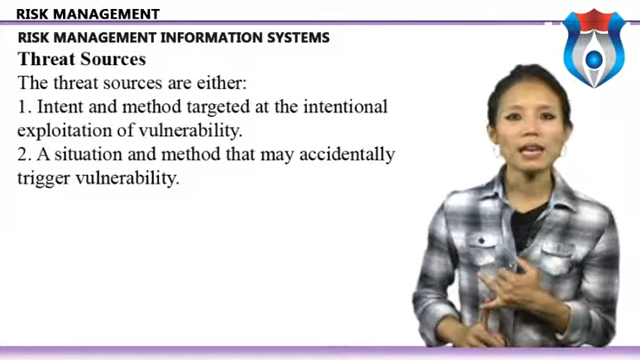 RISK MANAGEMENT
RISK MANAGEMENT INFORMATION SYSTEMS
Threat Sources
The threat sources are either:
1. Intent and method targeted at the intentional
exploitation of vulnerability.
2. A situation and method that may accidentally
trigger vulnerability.